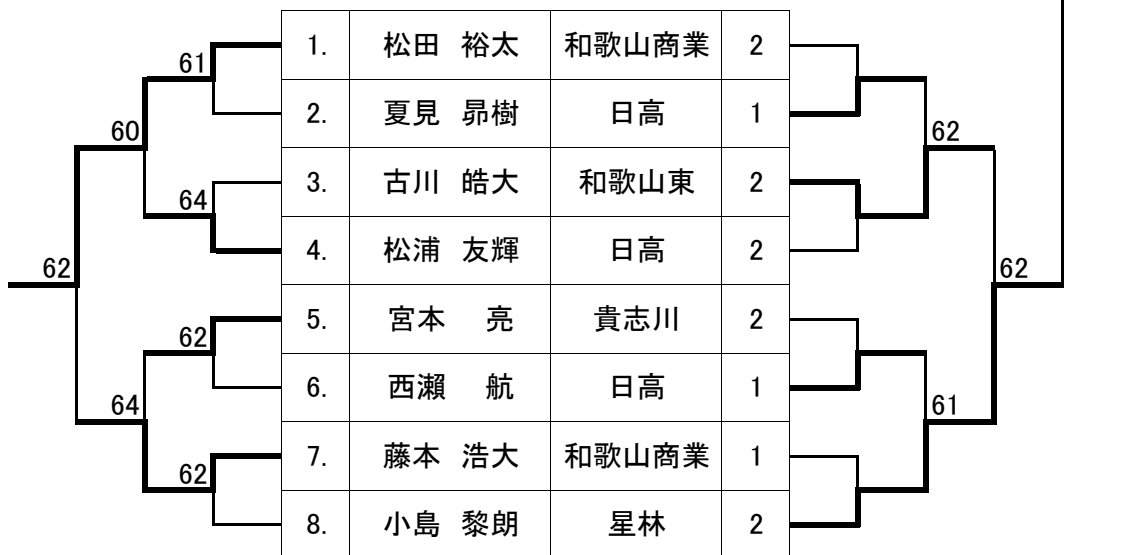 1. 松田 裕太 和歌山商業 2
61
2. 夏見 昴樹 日高 1
60 62
3. 古川 皓大 和歌山東 2
64
4. 松浦 友輝 日高 2
62 62
5. 宮本 亮 貴志川 2
62
6. 西瀬 航 日高 1
64 61
7. 藤本 浩大 和歌山商業 1
62
8. 小島 黎朗 星林 2